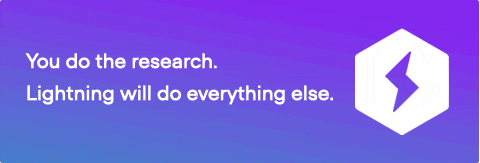 You do the research.
Lightning will do everything else.